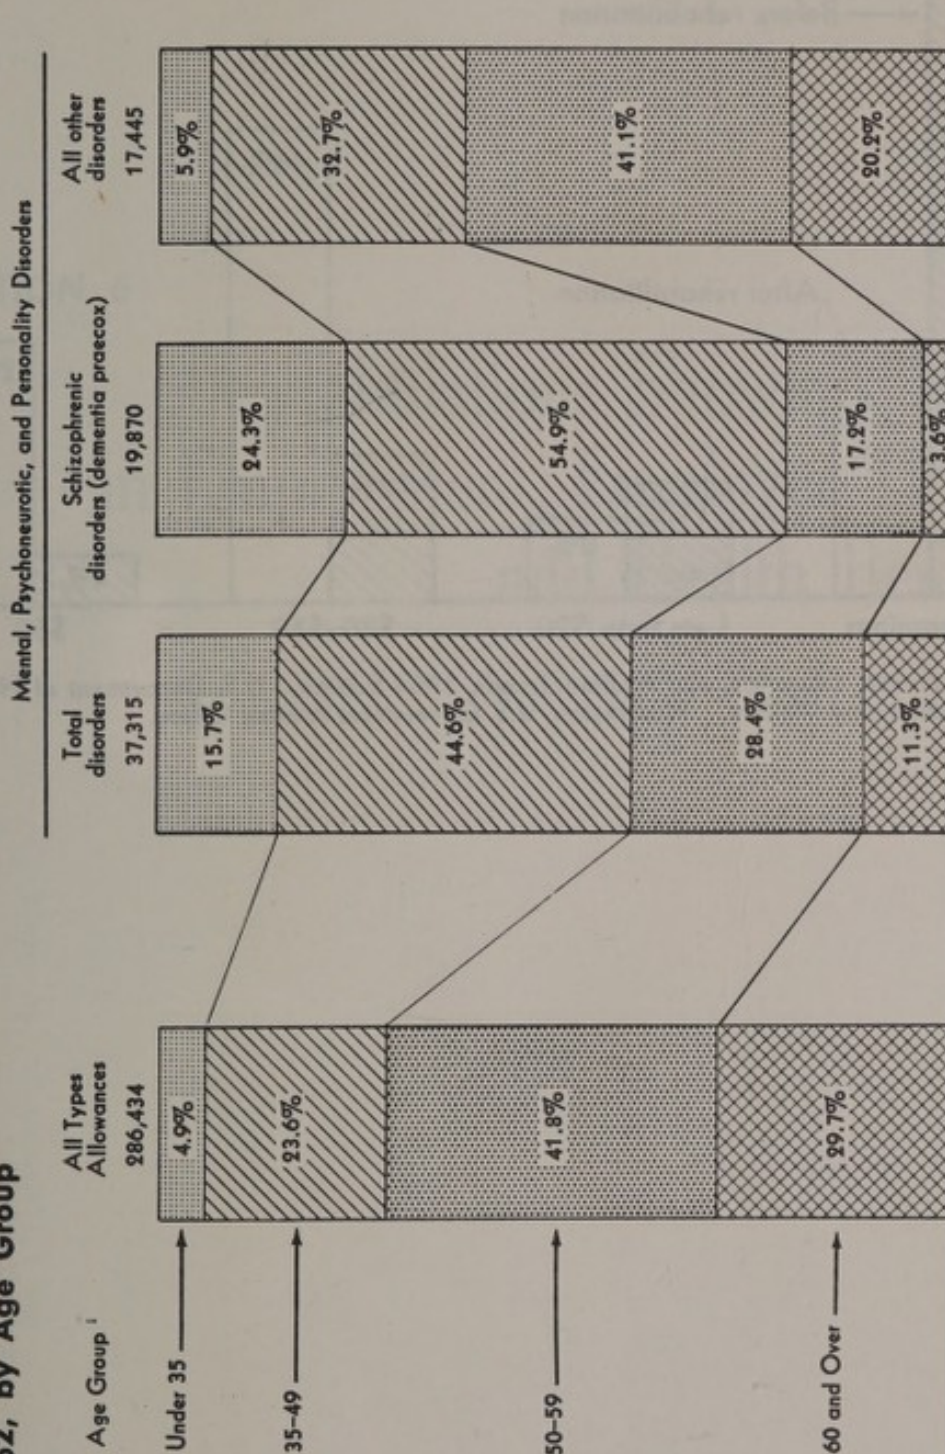 , by Age Group
Mental, Psychoneurotic, and Personality Disorders
Age Group 1
All Types
Allowances
286,434
Total
disorders
37,315
Schizophrenic
disorders (dementia praecox)
19,870
All other
disorders
17,445
Under 35
4.9%
15.7%
24.3%
5.9%
35-49
23.6%
44.6%
54.9%
32.7%
50-59
41.8%
28.4%
17.2%
41.1%
60 and Over
29.7%
11.3%
3.6%
20.2%